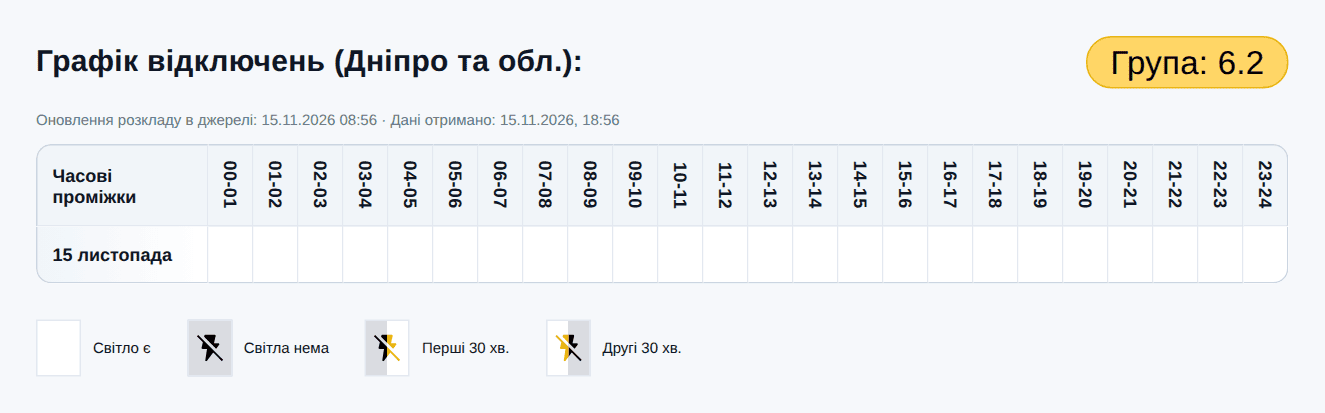 Графік відключень (Дніпро та обл.):
Група: 6.2
Оновлення розкладу в джерелі: 15.11.2026 08:56 · Дані отримано: 15.11.2026, 18:56
Часові
проміжки
00-01 01-02 02-03 03-04 04-05 05-06 06-07 07-08 08-09 09-10 10-11 11-12 12-13 13-14 14-15 15-16 16-17 17-18 18-19 19-20 20-21 21-22 22-23 23-24
15 листопада
Світло є Світла нема Перші 30 хв. Другі 30 хв.